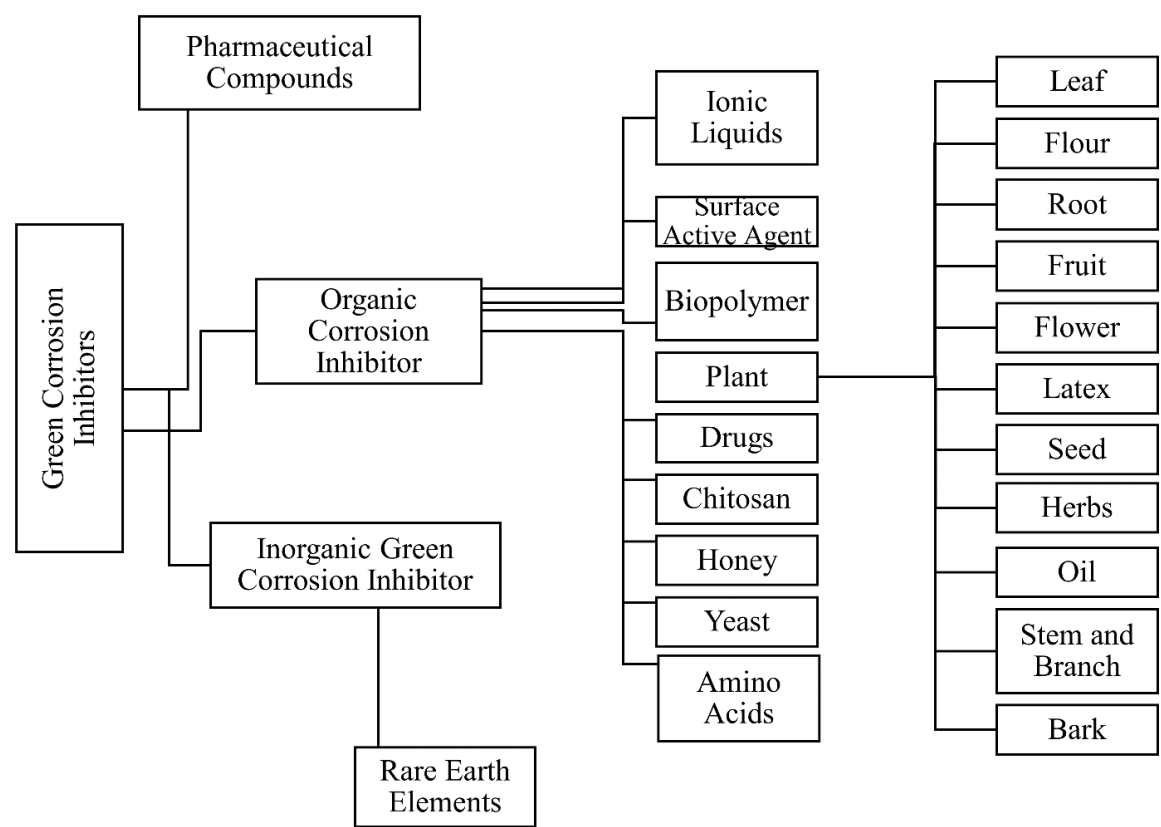 Pharmaceutical
Compounds
Green Corrosion
Inhibitors
Organic
Corrosion
Inhibitor
Inorganic Green
Corrosion Inhibitor
Rare Earth
Elements
Ionic
Liquids
Surface
Active Agent
Biopolymer
Plant
Drugs
Chitosan
Honey
Yeast
Amino
Acids
Leaf
Flour
Root
Fruit
Flower
Latex
Seed
Herbs
Oil
Stem and
Branch
Bark